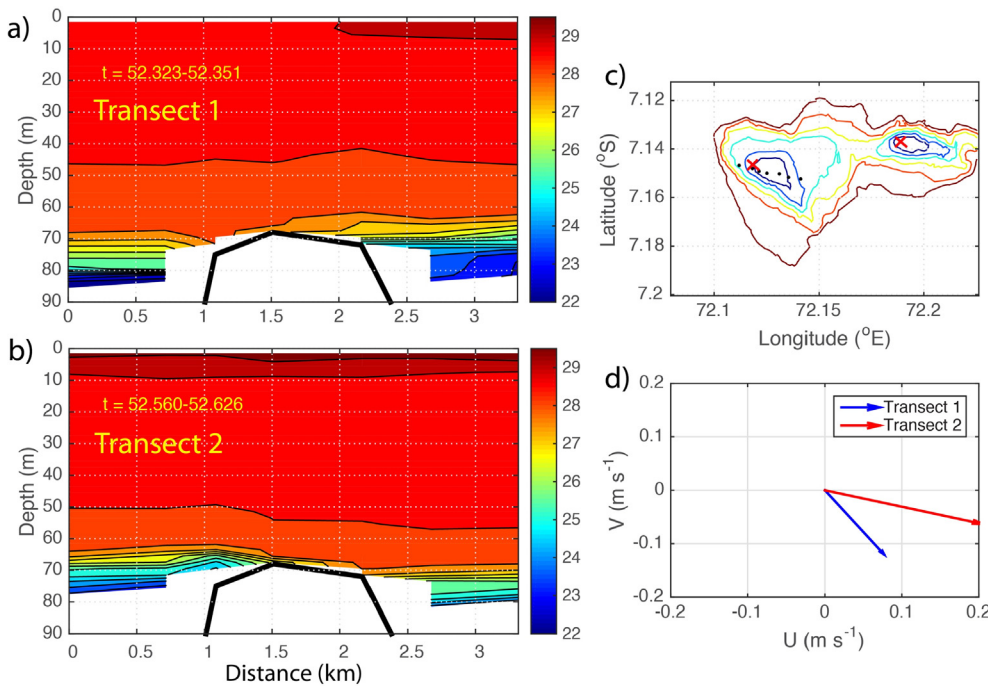 a)
t = 52.323-52.351
Transect 1
Depth (m)
0
10
20
30
40
50
60
70
80
90
0 0.5 1 1.5 2 2.5 3
29
28
27
26
25
24
23
22
b)
t = 52.560-52.626
Transect 2
Depth (m)
0
10
20
30
40
50
60
70
80
90
0 0.5 1 1.5 2 2.5 3
Distance (km)
29
28
27
26
25
24
23
22
c)
Latitude (°S)
7.12
7.14
7.16
7.18
7.2
72.1 72.15 72.2
Longitude (°E)
d)
Transect 1
Transect 2
V (m s⁻¹)
0.2
0.1
0
-0.1
-0.2
-0.2 -0.1 0 0.1 0.2
U (m s⁻¹)